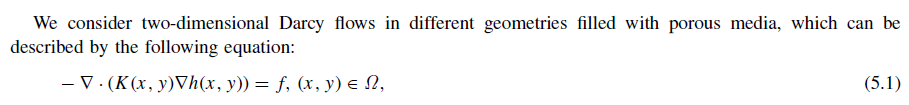 We consider two-dimensional Darcy flows in different geometries filled with porous media, which can be
described by the following equation:
− ∇ · (K(x, y)∇h(x, y)) = f, (x, y) ∈ Ω, (5.1)